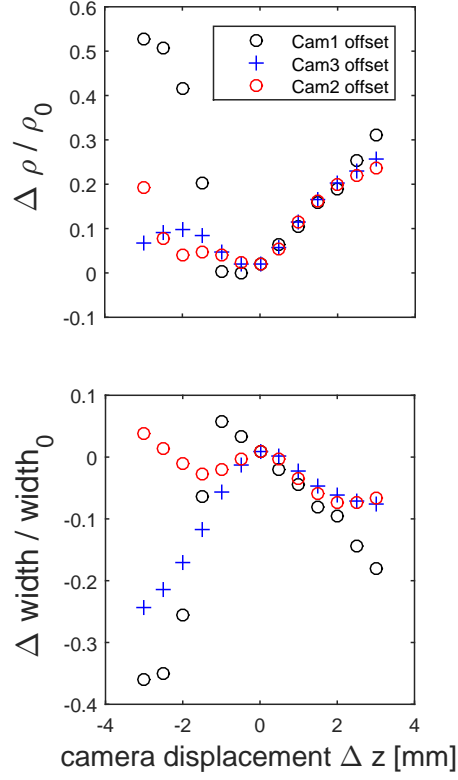 0.6
0.5
0.4
0.3
0.2
0.1
0
-0.1
Δ ρ / ρ0
Cam1 offset
Cam3 offset
Cam2 offset
0.1
0
-0.1
-0.2
-0.3
-0.4
Δ width / width0
-4 -2 0 2 4
camera displacement Δ z [mm]